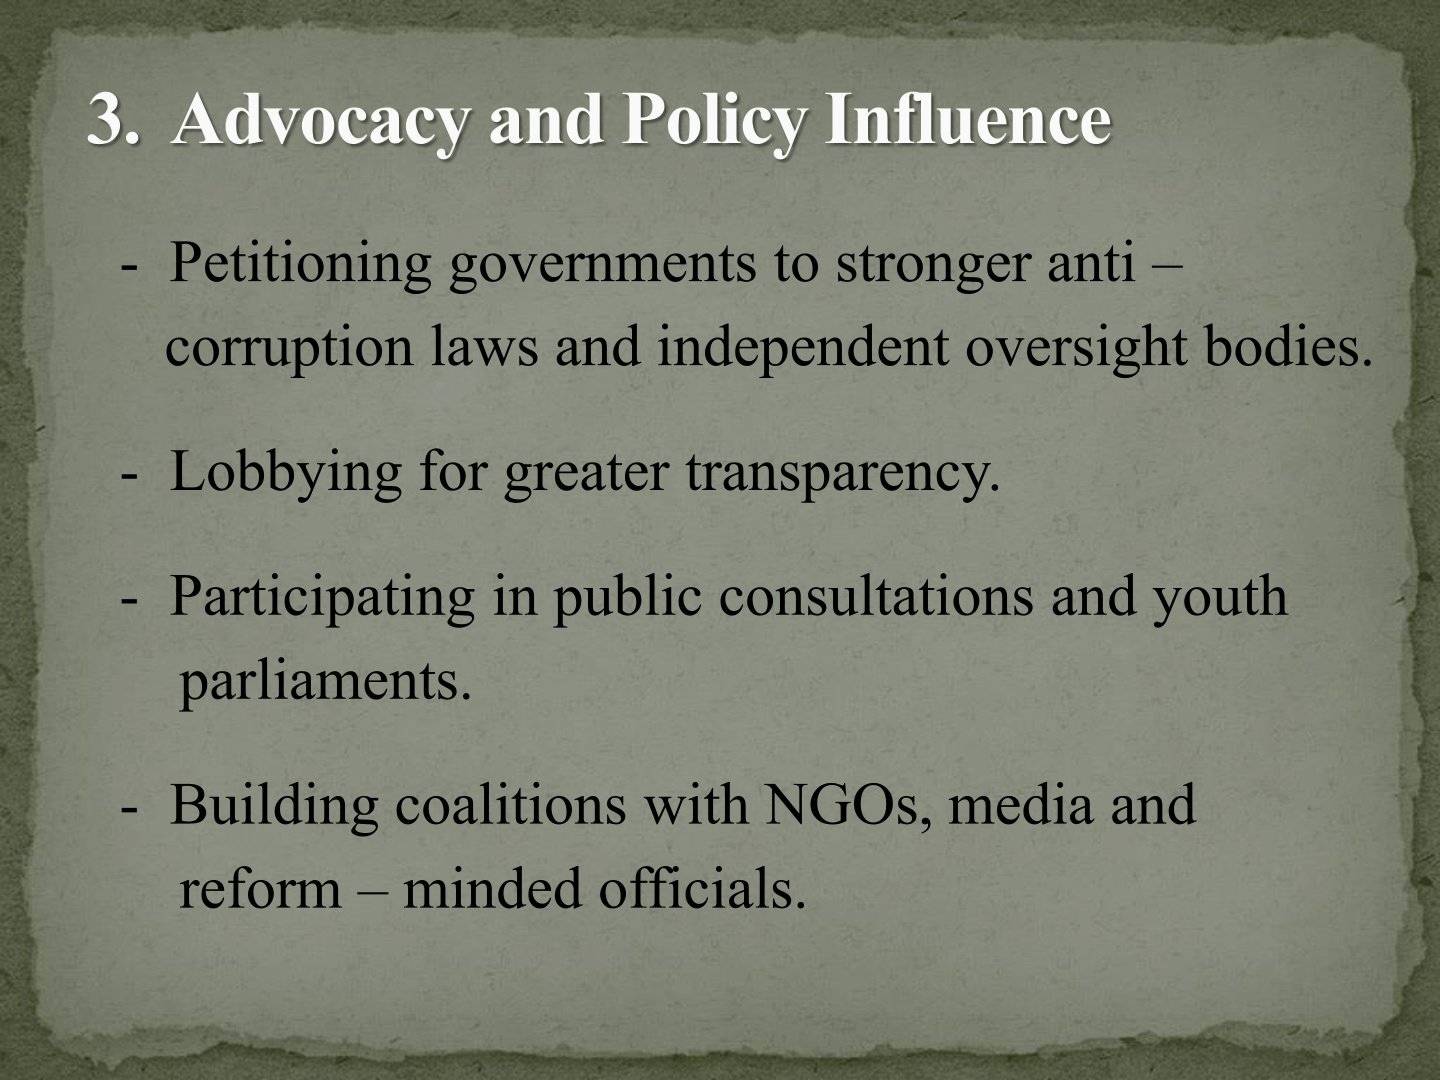 3. Advocacy and Policy Influence
- Petitioning governments to stronger anti –
corruption laws and independent oversight bodies.
- Lobbying for greater transparency.
- Participating in public consultations and youth
parliaments.
- Building coalitions with NGOs, media and
reform – minded officials.